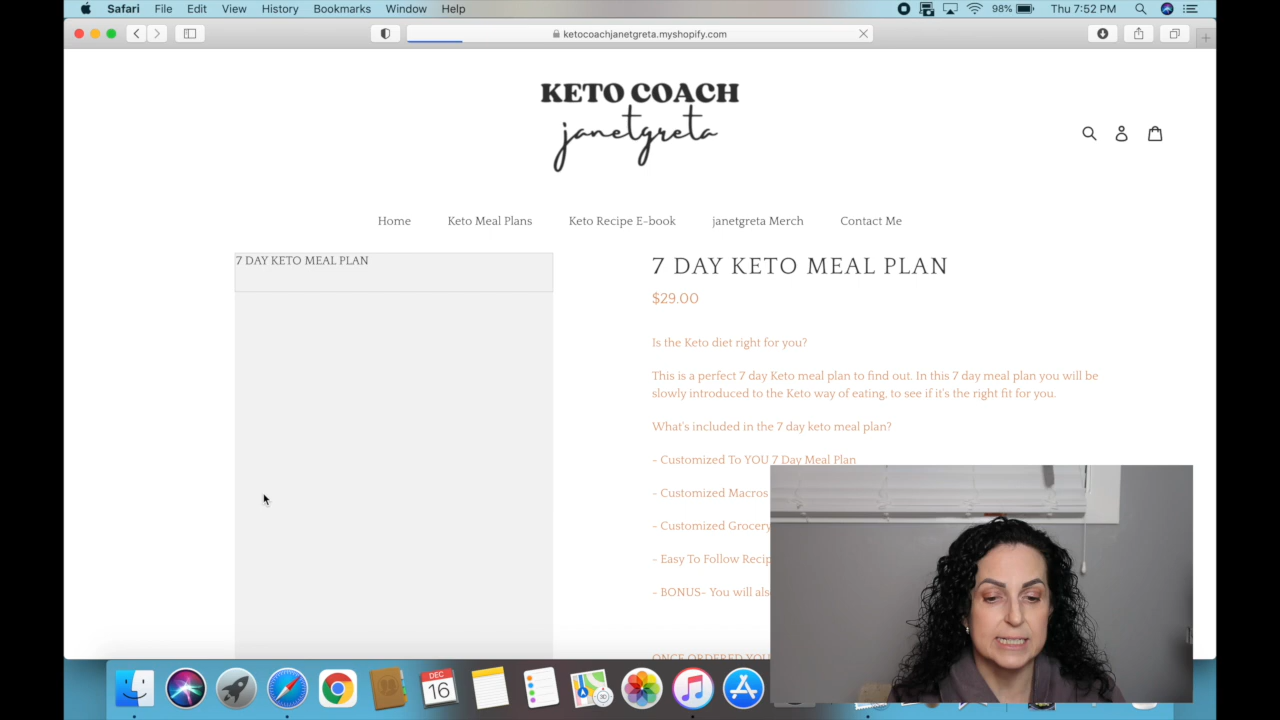 Safari File Edit View History Bookmarks Window Help 98% Thu 7:52 PM
ketocoachjanetgreta.myshopify.com
KETO COACH
janetgreta
Home Keto Meal Plans Keto Recipe E-book janetgreta Merch Contact Me
7 DAY KETO MEAL PLAN
7 DAY KETO MEAL PLAN
$29.00
Is the Keto diet right for you?
This is a perfect 7 day Keto meal plan to find out. In this 7 day meal plan you will be
slowly introduced to the Keto way of eating, to see if it's the right fit for you.
What's included in the 7 day keto meal plan?
- Customized To YOU 7 Day Meal Plan
- Customized Macros
- Customized Grocery
- Easy To Follow Recip
- BONUS- You will als
ONCE ORDERED YOU
DEC
16
3D